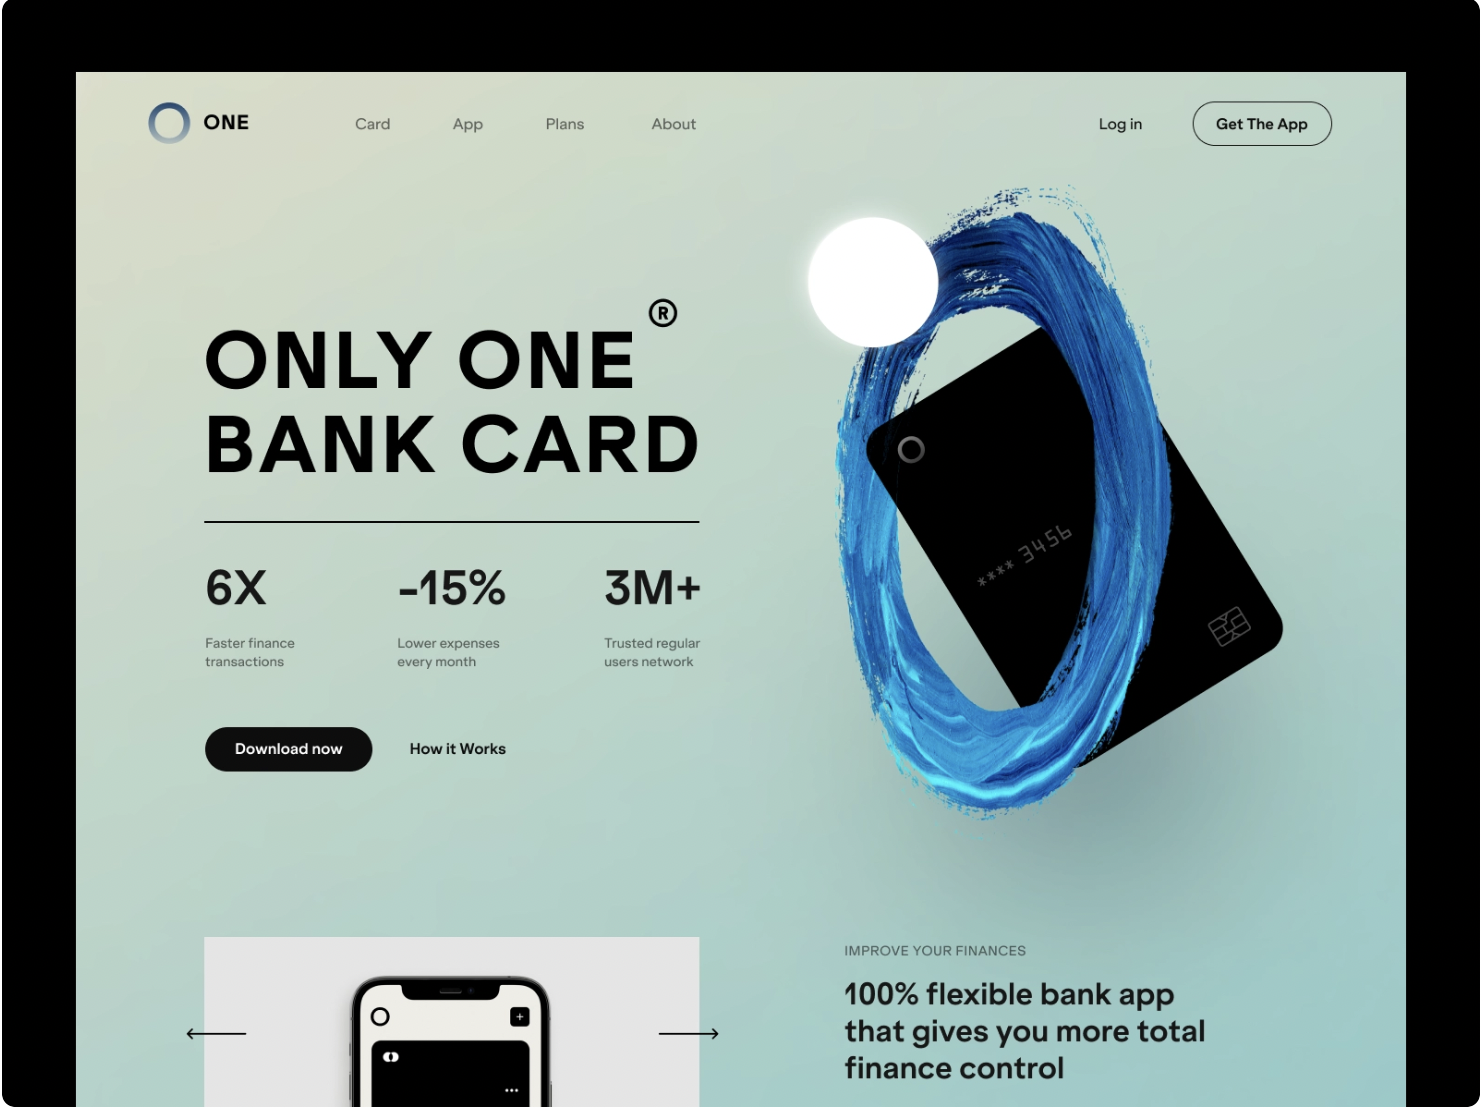 ONE
Card
App
Plans
About
Log in
Get The App
ONLY ONE ®
BANK CARD
6X
Faster finance
transactions
-15%
Lower expenses
every month
3M+
Trusted regular
users network
Download now
How it Works
**** 3456
IMPROVE YOUR FINANCES
100% flexible bank app
that gives you more total
finance control